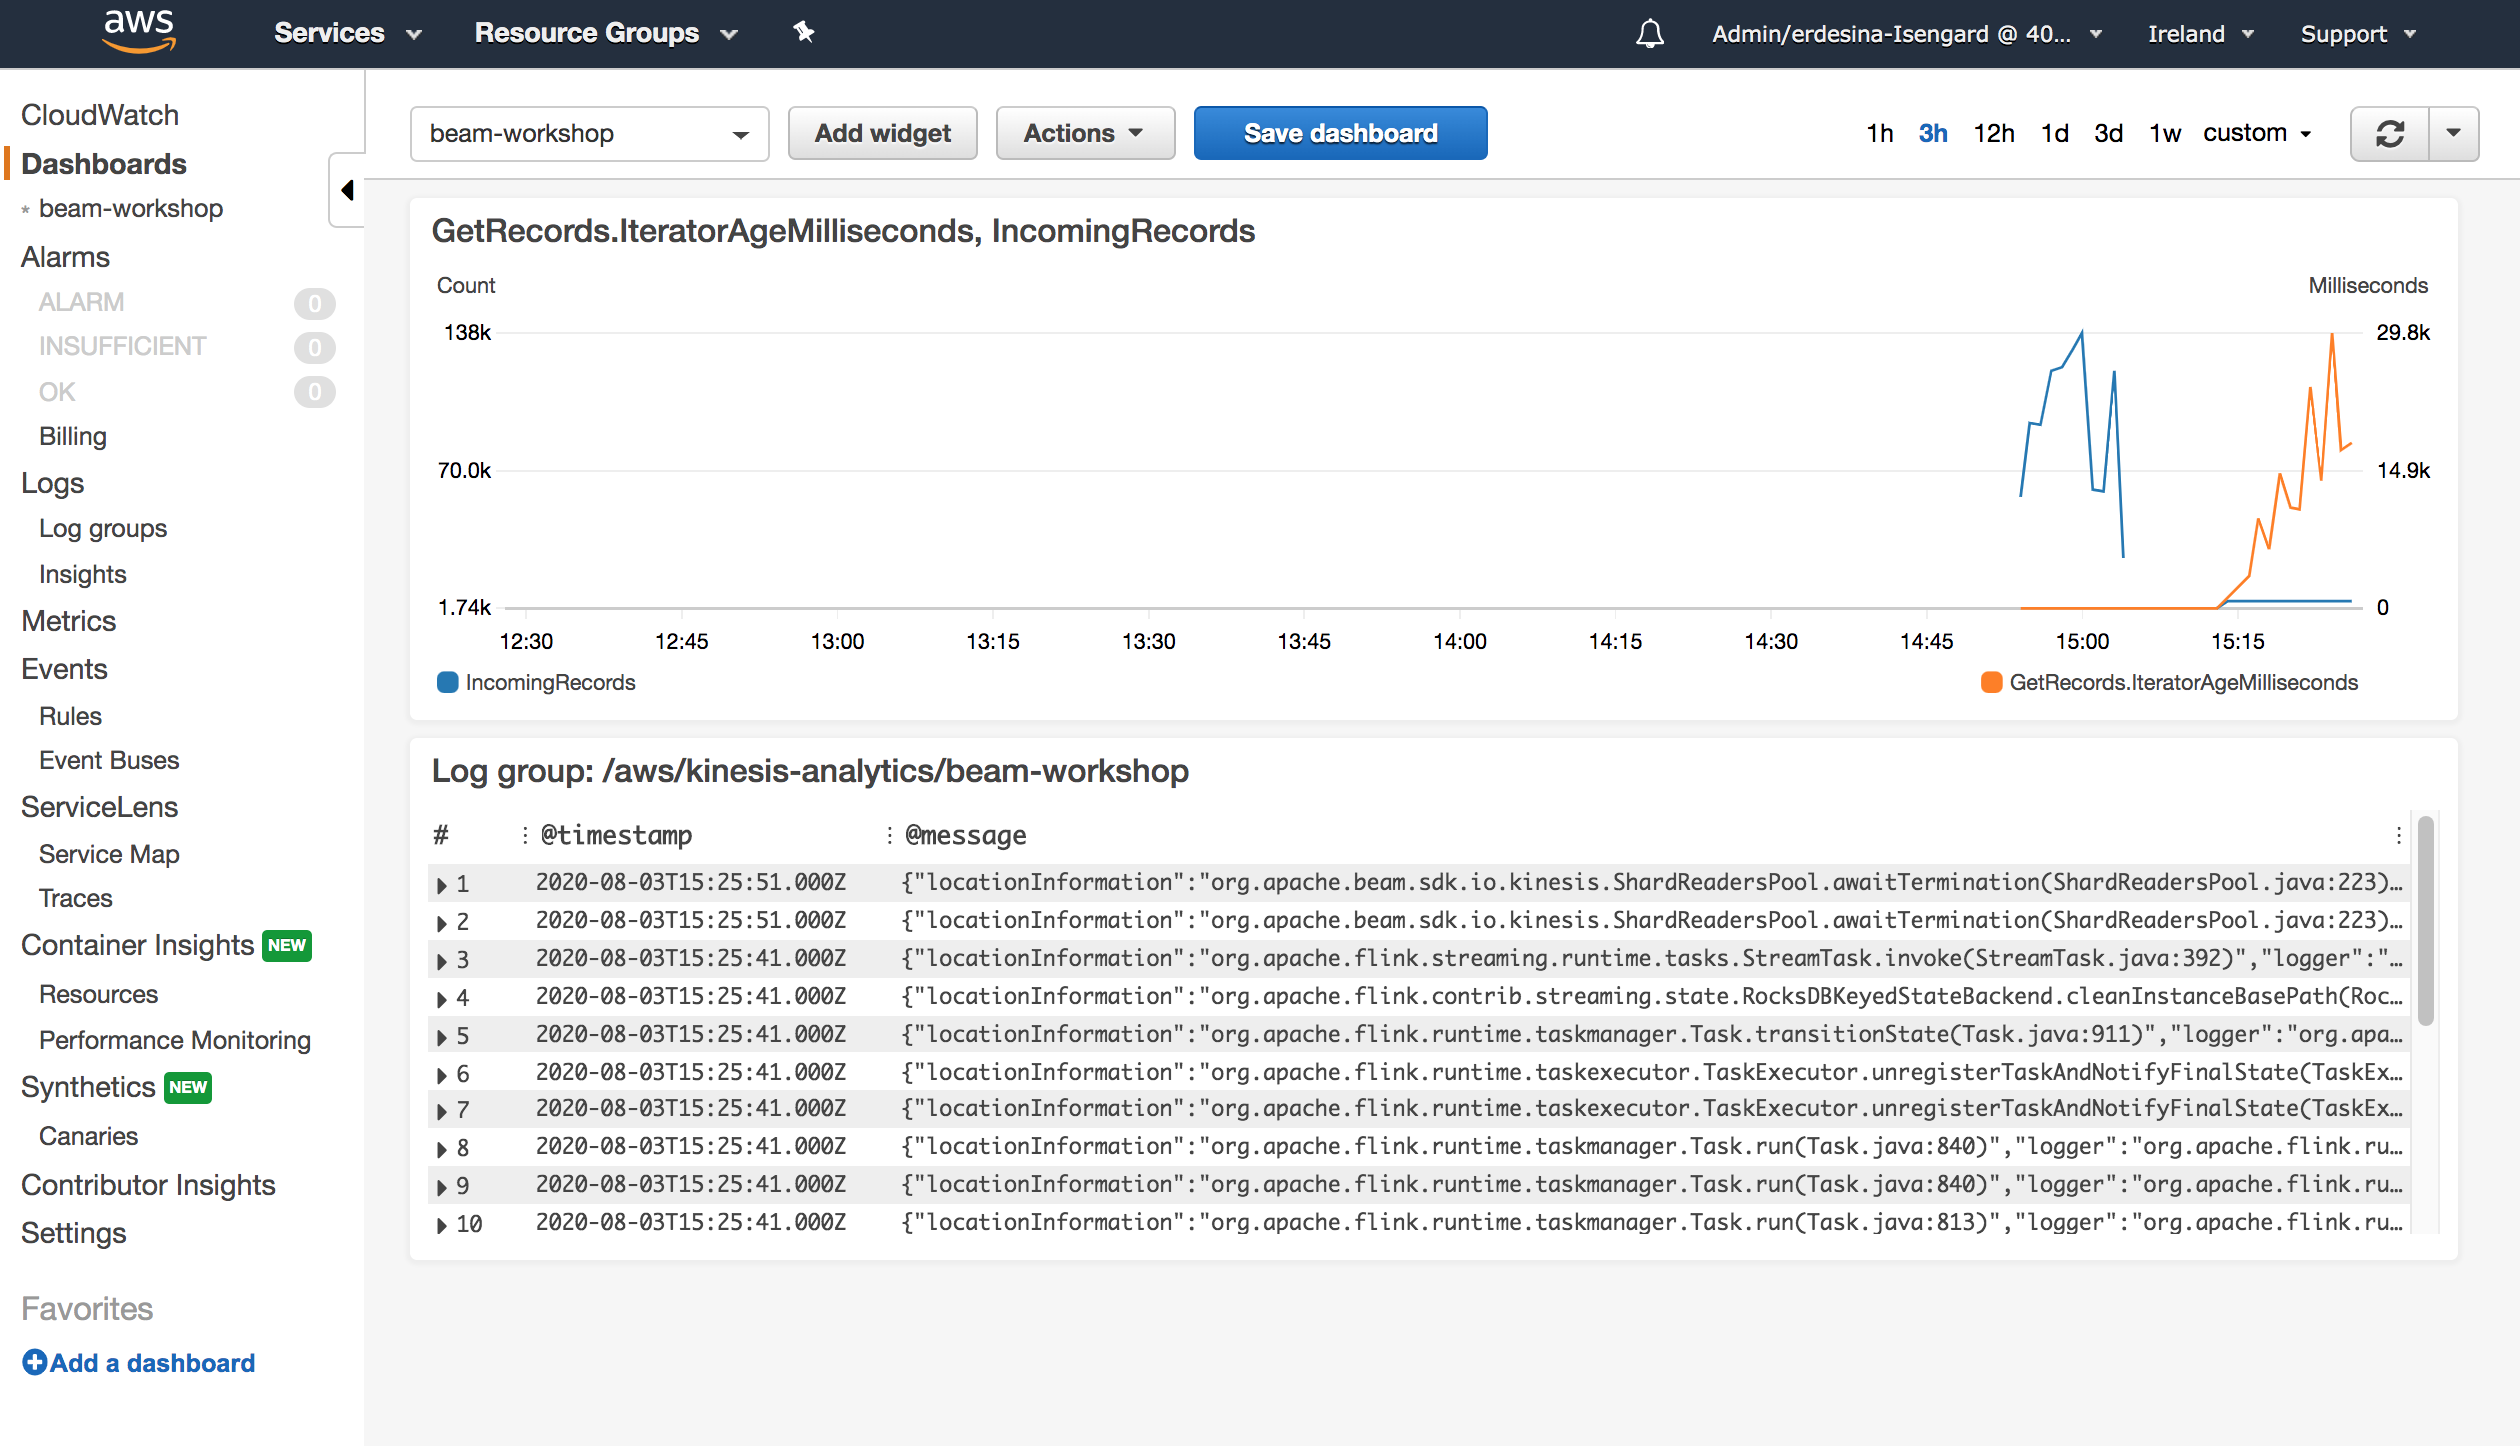 aws
Services
Resource Groups
Admin/erdesina-Isengard @ 40...
Ireland
Support
CloudWatch
Dashboards
* beam-workshop
Alarms
ALARM 0
INSUFFICIENT 0
OK 0
Billing
Logs
Log groups
Insights
Metrics
Events
Rules
Event Buses
ServiceLens
Service Map
Traces
Container Insights NEW
Resources
Performance Monitoring
Synthetics NEW
Canaries
Contributor Insights
Settings
Favorites
Add a dashboard
beam-workshop
Add widget
Actions
Save dashboard
1h 3h 12h 1d 3d 1w custom
GetRecords.IteratorAgeMilliseconds, IncomingRecords
Count
Milliseconds
138k
29.8k
70.0k
14.9k
1.74k
0
12:30 12:45 13:00 13:15 13:30 13:45 14:00 14:15 14:30 14:45 15:00 15:15
IncomingRecords
GetRecords.IteratorAgeMilliseconds
Log group: /aws/kinesis-analytics/beam-workshop
# @timestamp @message
1 2020-08-03T15:25:51.000Z {"locationInformation":"org.apache.beam.sdk.io.kinesis.ShardReadersPool.awaitTermination(ShardReadersPool.java:223)...
2 2020-08-03T15:25:51.000Z {"locationInformation":"org.apache.beam.sdk.io.kinesis.ShardReadersPool.awaitTermination(ShardReadersPool.java:223)...
3 2020-08-03T15:25:41.000Z {"locationInformation":"org.apache.flink.streaming.runtime.tasks.StreamTask.invoke(StreamTask.java:392)","logger":"...
4 2020-08-03T15:25:41.000Z {"locationInformation":"org.apache.flink.contrib.streaming.state.RocksDBKeyedStateBackend.cleanInstanceBasePath(Roc...
5 2020-08-03T15:25:41.000Z {"locationInformation":"org.apache.flink.runtime.taskmanager.Task.transitionState(Task.java:911)","logger":"org.apa...
6 2020-08-03T15:25:41.000Z {"locationInformation":"org.apache.flink.runtime.taskexecutor.TaskExecutor.unregisterTaskAndNotifyFinalState(TaskEx...
7 2020-08-03T15:25:41.000Z {"locationInformation":"org.apache.flink.runtime.taskexecutor.TaskExecutor.unregisterTaskAndNotifyFinalState(TaskEx...
8 2020-08-03T15:25:41.000Z {"locationInformation":"org.apache.flink.runtime.taskmanager.Task.run(Task.java:840)","logger":"org.apache.flink.ru...
9 2020-08-03T15:25:41.000Z {"locationInformation":"org.apache.flink.runtime.taskmanager.Task.run(Task.java:840)","logger":"org.apache.flink.ru...
10 2020-08-03T15:25:41.000Z {"locationInformation":"org.apache.flink.runtime.taskmanager.Task.run(Task.java:813)","logger":"org.apache.flink.ru...